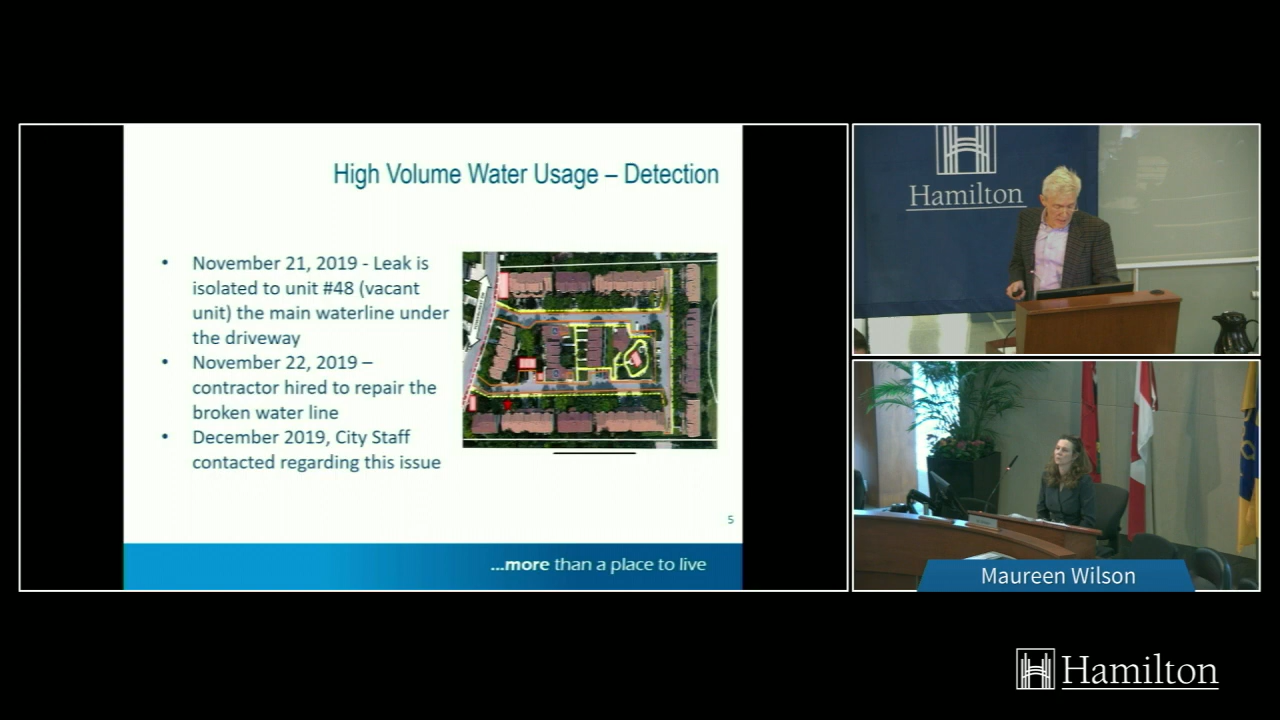 High Volume Water Usage – Detection
• November 21, 2019 - Leak is
isolated to unit #48 (vacant
unit) the main waterline under
the driveway
• November 22, 2019 –
contractor hired to repair the
broken water line
• December 2019, City Staff
contacted regarding this issue
5
...more than a place to live
Hamilton
Maureen Wilson
Hamilton